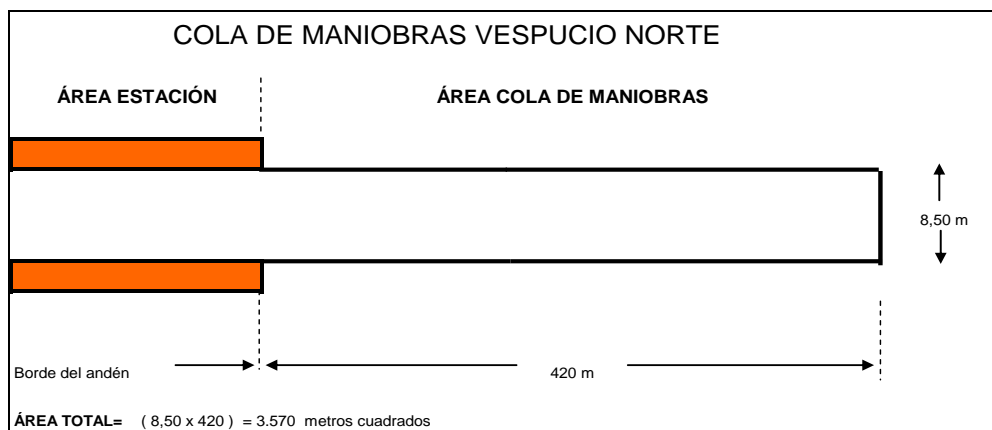 COLA DE MANIOBRAS VESPUCIO NORTE
ÁREA ESTACIÓN
ÁREA COLA DE MANIOBRAS
8,50 m
Borde del andén
420 m
ÁREA TOTAL= ( 8,50 x 420 ) = 3.570 metros cuadrados